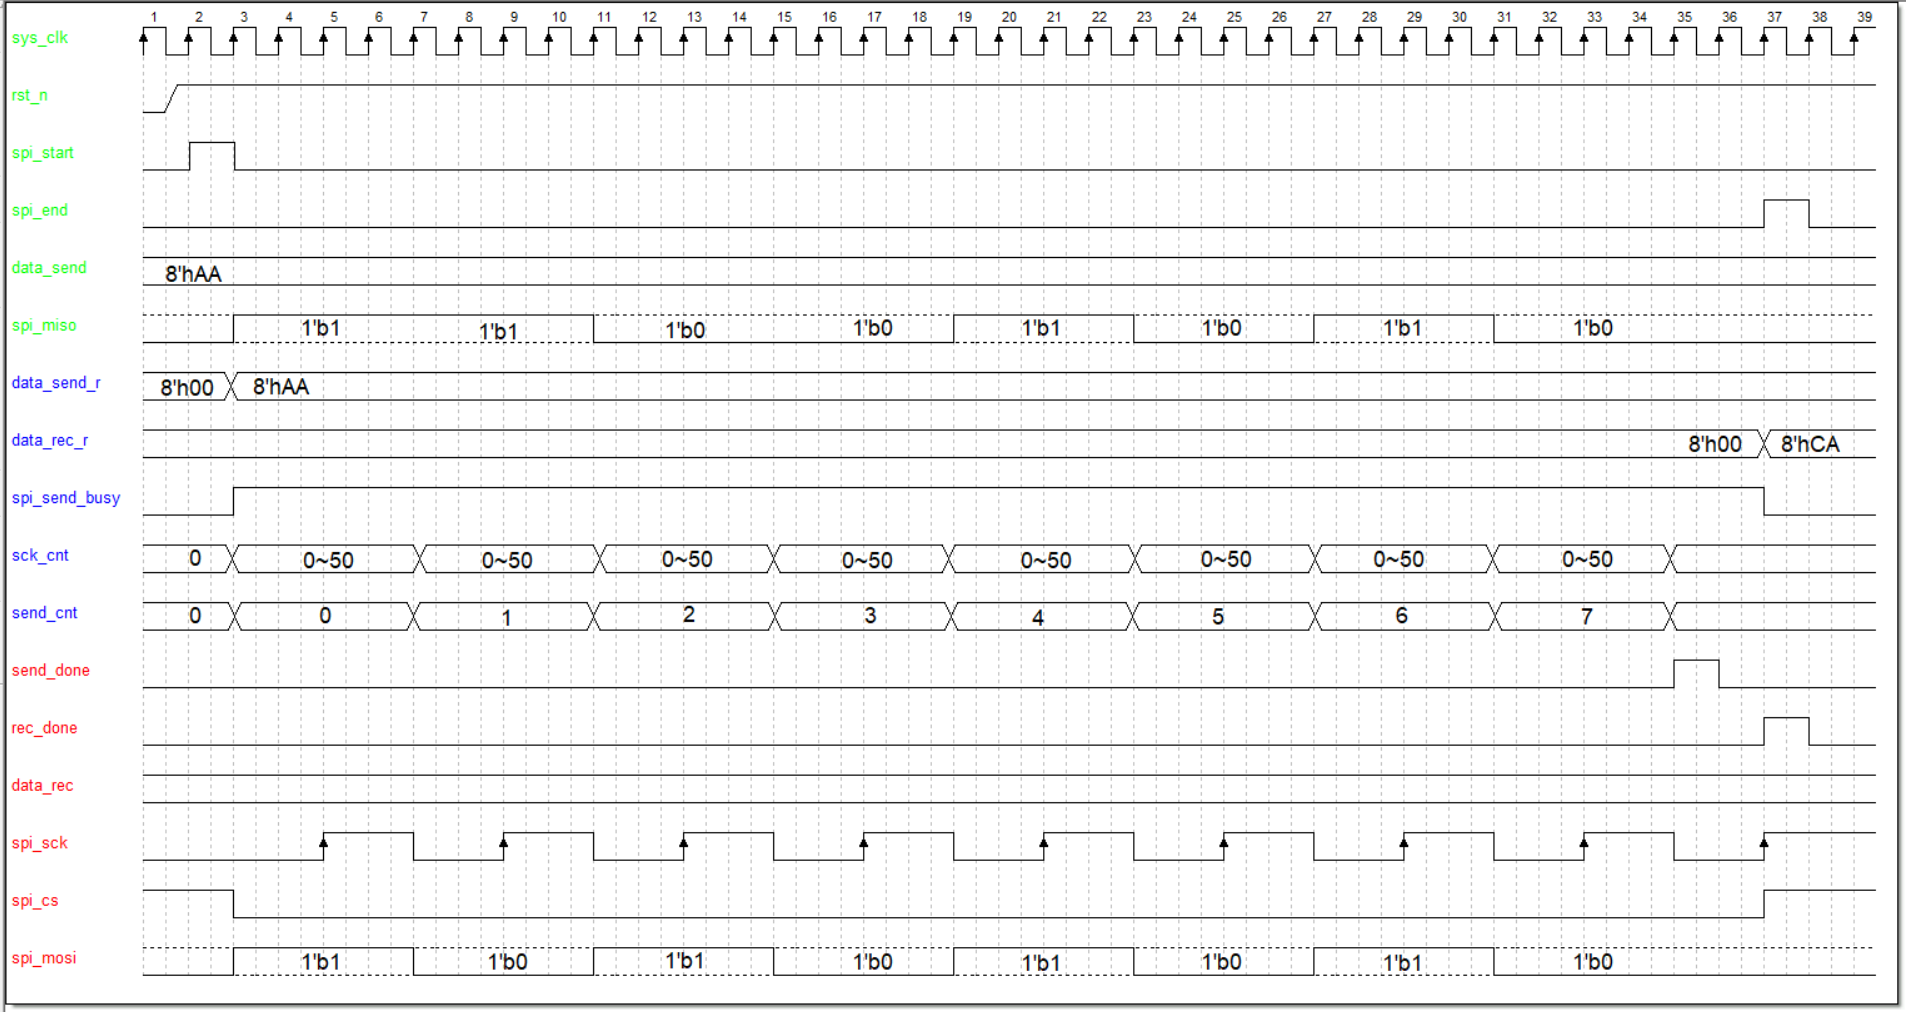 1 2 3 4 5 6 7 8 9 10 11 12 13 14 15 16 17 18 19 20 21 22 23 24 25 26 27 28 29 30 31 32 33 34 35 36 37 38 39
sys_clk
rst_n
spi_start
spi_end
data_send 8'hAA
spi_miso 1'b1 1'b1 1'b0 1'b0 1'b1 1'b0 1'b1 1'b0
data_send_r 8'h00 8'hAA
data_rec_r 8'h00 8'hCA
spi_send_busy
sck_cnt 0 0~50 0~50 0~50 0~50 0~50 0~50 0~50 0~50
send_cnt 0 0 1 2 3 4 5 6 7
send_done
rec_done
data_rec
spi_sck
spi_cs
spi_mosi 1'b1 1'b0 1'b1 1'b0 1'b1 1'b0 1'b1 1'b0